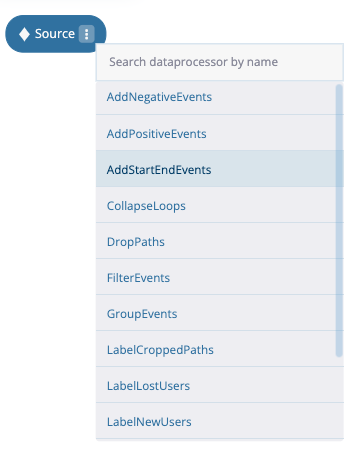 Source
Search dataprocessor by name
AddNegativeEvents
AddPositiveEvents
AddStartEndEvents
CollapseLoops
DropPaths
FilterEvents
GroupEvents
LabelCroppedPaths
LabelLostUsers
LabelNewUsers